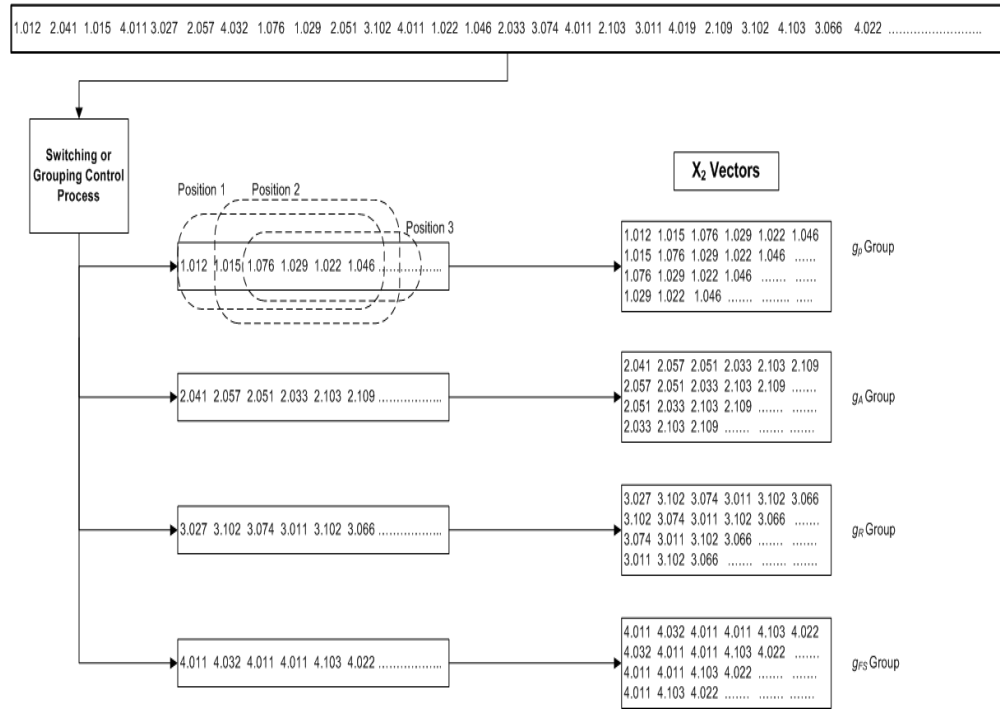 1.012 2.041 1.015 4.011 3.027 2.057 4.032 1.076 1.029 2.051 3.102 4.011 1.022 1.046 2.033 3.074 4.011 2.103 3.011 4.019 2.109 3.102 4.103 3.066 4.022 ...........................
Switching or
Grouping Control
Process
X2 Vectors
Position 1 Position 2
Position 3
1.012 1.015 1.076 1.029 1.022 1.046 ..................
1.012 1.015 1.076 1.029 1.022 1.046
1.015 1.076 1.029 1.022 1.046 ......
1.076 1.029 1.022 1.046 ....... ......
1.029 1.022 1.046 ....... ........ .....
gP Group
2.041 2.057 2.051 2.033 2.103 2.109 ..................
2.041 2.057 2.051 2.033 2.103 2.109
2.057 2.051 2.033 2.103 2.109 .......
2.051 2.033 2.103 2.109 ....... .......
2.033 2.103 2.109 ....... ....... .......
gA Group
3.027 3.102 3.074 3.011 3.102 3.066 ..................
3.027 3.102 3.074 3.011 3.102 3.066
3.102 3.074 3.011 3.102 3.066 .......
3.074 3.011 3.102 3.066 ....... .......
3.011 3.102 3.066 ....... ....... .......
gR Group
4.011 4.032 4.011 4.011 4.103 4.022 ..................
4.011 4.032 4.011 4.011 4.103 4.022
4.032 4.011 4.011 4.103 4.022 .......
4.011 4.011 4.103 4.022 ....... .......
4.011 4.103 4.022 ....... ....... .......
gFS Group